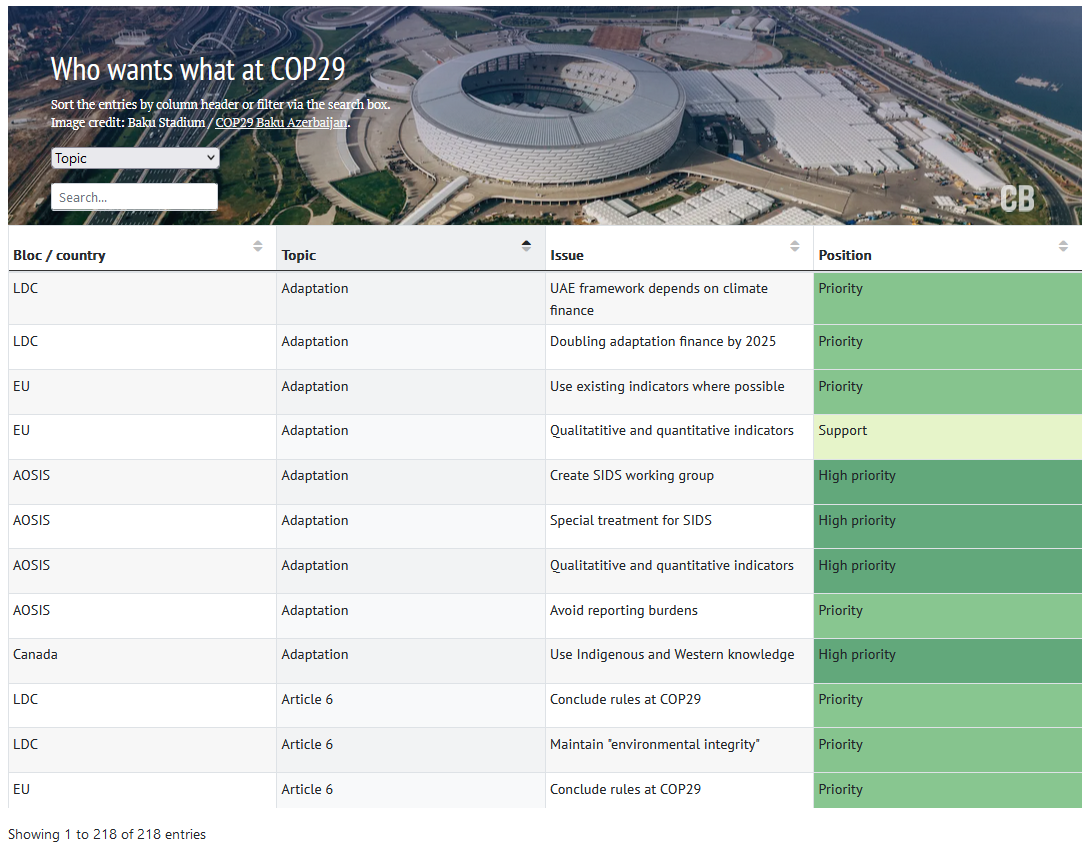 Who wants what at COP29
Sort the entries by column header or filter via the search box.
Image credit: Baku Stadium / COP29 Baku Azerbaijan.
Topic
Search...
CB
Bloc / country Topic Issue Position
LDC Adaptation UAE framework depends on climate Priority
finance
LDC Adaptation Doubling adaptation finance by 2025 Priority
EU Adaptation Use existing indicators where possible Priority
EU Adaptation Qualitatitive and quantitative indicators Support
AOSIS Adaptation Create SIDS working group High priority
AOSIS Adaptation Special treatment for SIDS High priority
AOSIS Adaptation Qualitatitive and quantitative indicators High priority
AOSIS Adaptation Avoid reporting burdens Priority
Canada Adaptation Use Indigenous and Western knowledge High priority
LDC Article 6 Conclude rules at COP29 Priority
LDC Article 6 Maintain "environmental integrity" Priority
EU Article 6 Conclude rules at COP29 Priority
Showing 1 to 218 of 218 entries